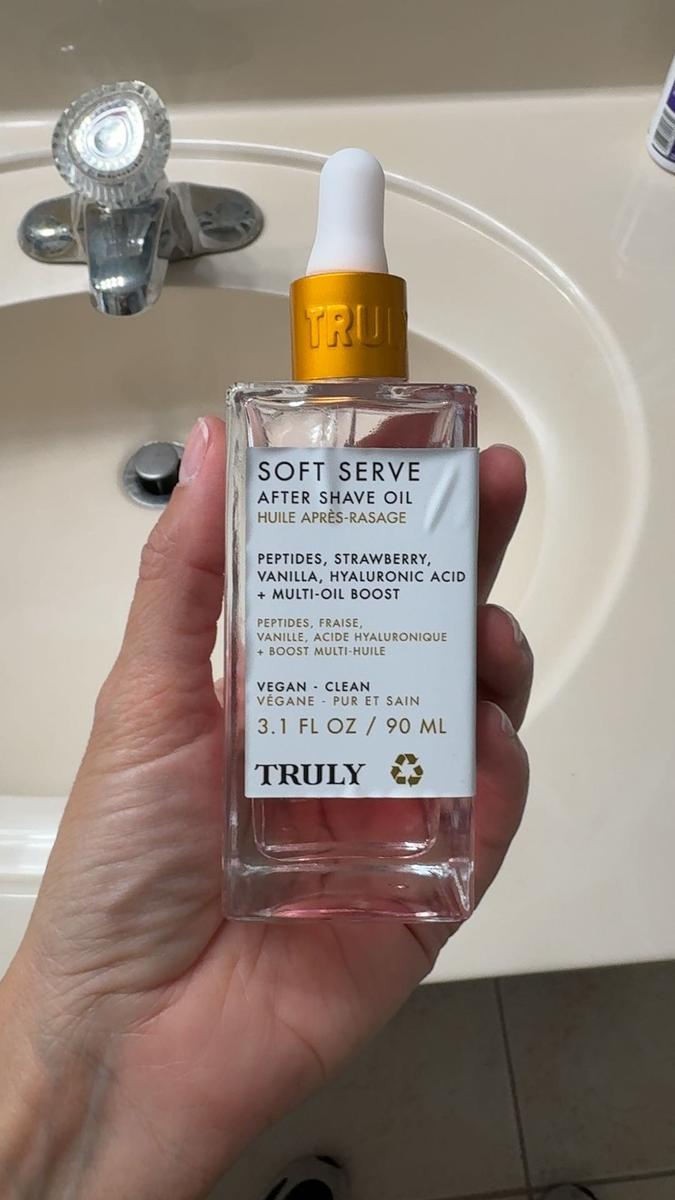 TRUL
SOFT SERVE
AFTER SHAVE OIL
HUILE APRÈS-RASAGE
PEPTIDES, STRAWBERRY,
VANILLA, HYALURONIC ACID
+ MULTI-OIL BOOST
PEPTIDES, FRAISE,
VANILLE, ACIDE HYALURONIQUE
+ BOOST MULTI-HUILE
VEGAN - CLEAN
VÉGANE - PUR ET SAIN
3.1 FL OZ / 90 ML
TRULY